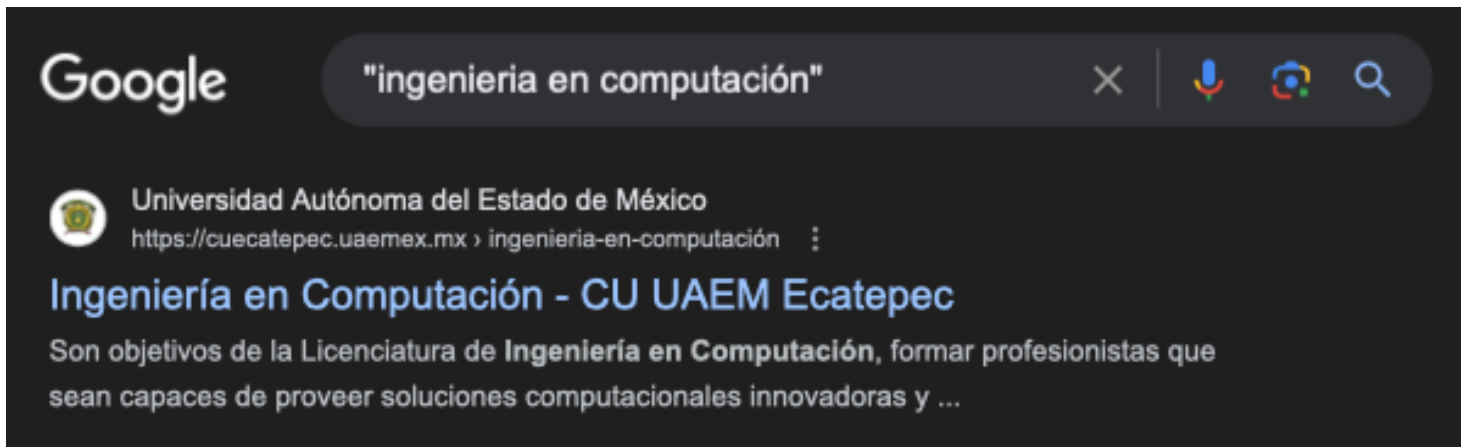 Google
"ingenieria en computación"
Universidad Autónoma del Estado de México
https://cuecatepec.uaemex.mx › ingenieria-en-computación
Ingeniería en Computación - CU UAEM Ecatepec
Son objetivos de la Licenciatura de Ingeniería en Computación, formar profesionistas que
sean capaces de proveer soluciones computacionales innovadoras y ...